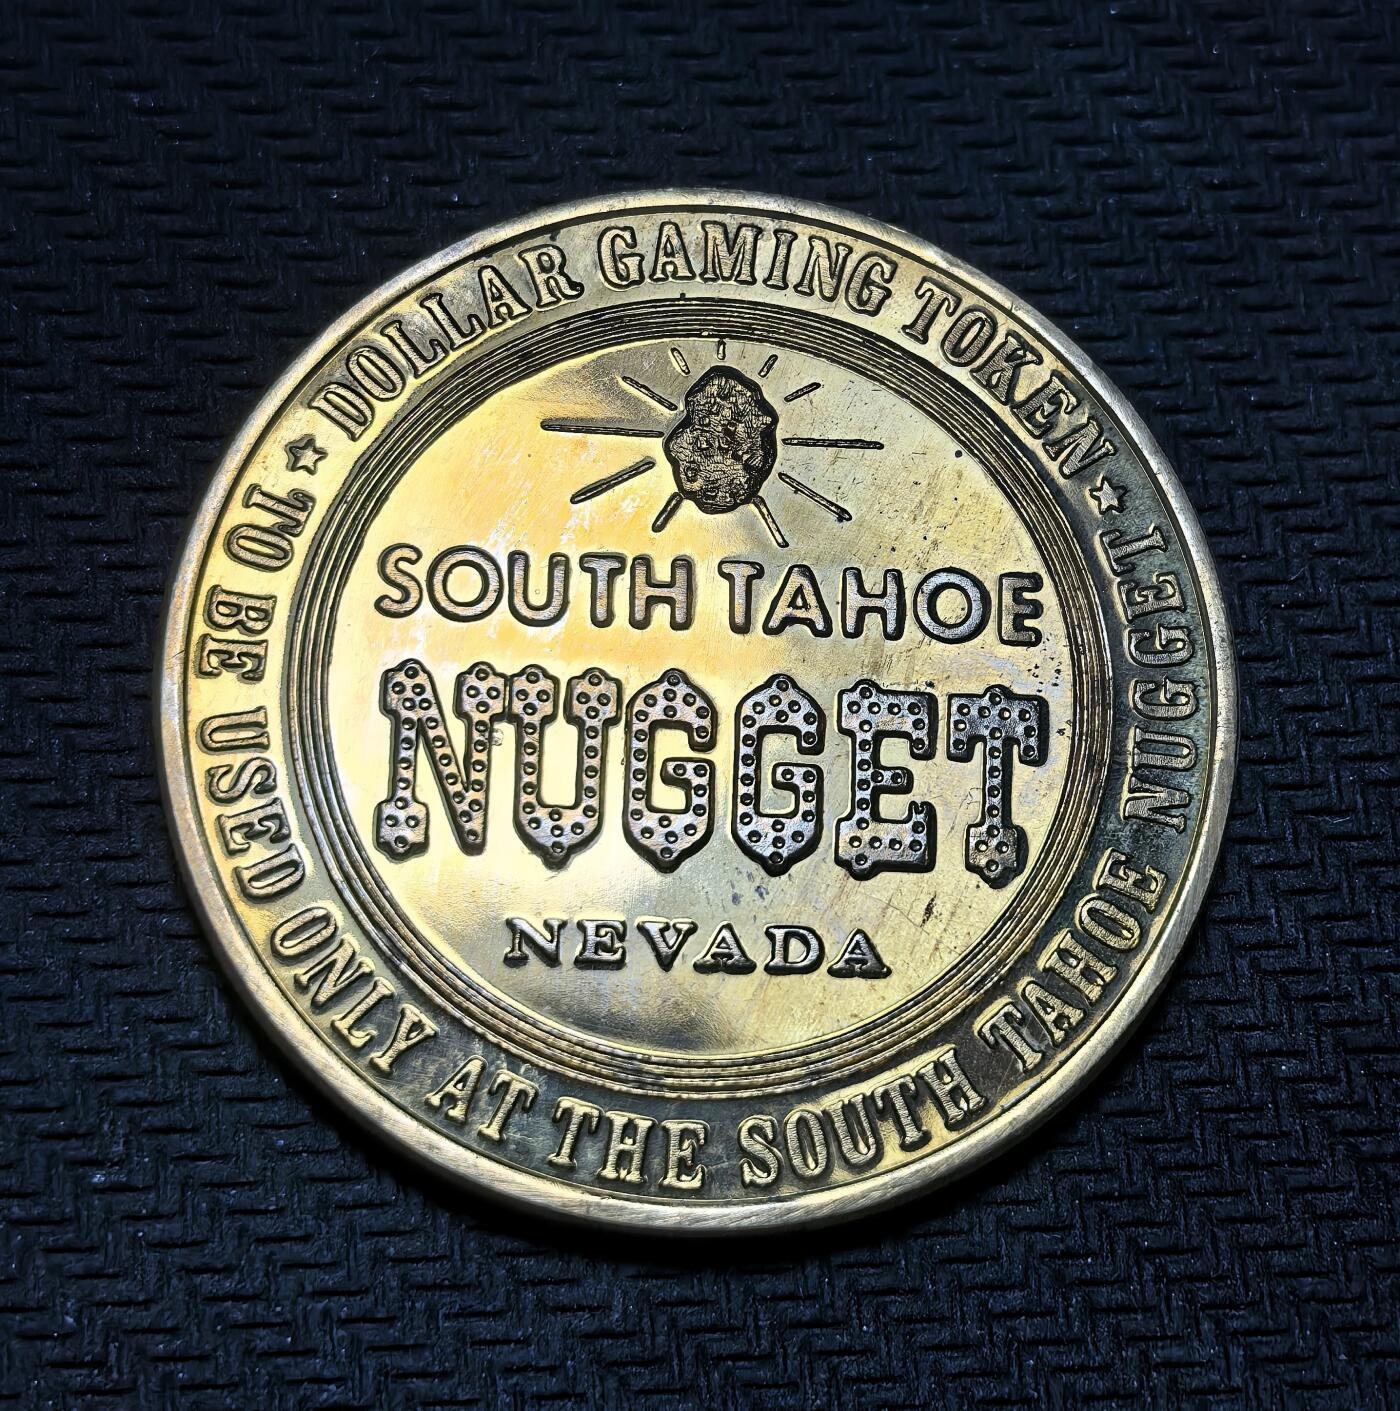 DOLLAR GAMING TOKEN
SOUTH TAHOE
NUGGET
NEVADA
TO BE USED ONLY AT THE SOUTH TAHOE NUGGET